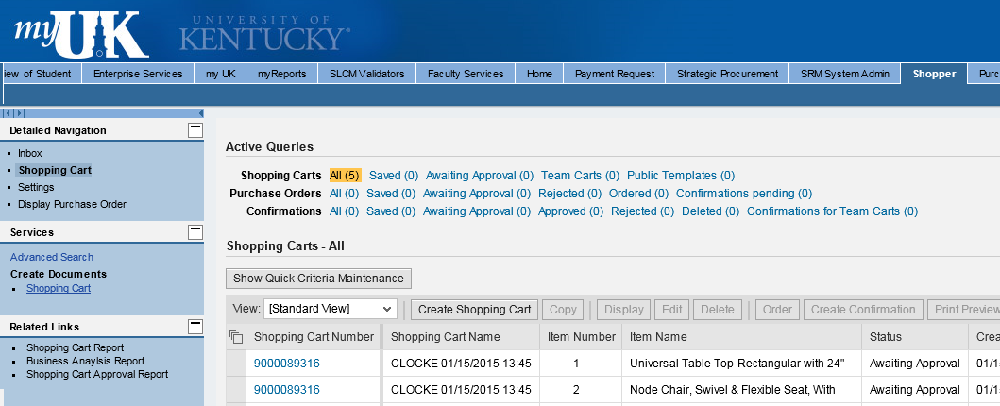 myUK UNIVERSITY OF
KENTUCKY®
iew of Student Enterprise Services my UK myReports SLCM Validators Faculty Services Home Payment Request Strategic Procurement SRM System Admin Shopper Purc
Detailed Navigation
Inbox
Shopping Cart
Settings
Display Purchase Order
Services
Advanced Search
Create Documents
Shopping Cart
Related Links
Shopping Cart Report
Business Anaylsis Report
Shopping Cart Approval Report
Active Queries
Shopping Carts All (5) Saved (0) Awaiting Approval (0) Team Carts (0) Public Templates (0)
Purchase Orders All (0) Saved (0) Awaiting Approval (0) Rejected (0) Ordered (0) Confirmations pending (0)
Confirmations All (0) Saved (0) Awaiting Approval (0) Approved (0) Rejected (0) Deleted (0) Confirmations for Team Carts (0)
Shopping Carts - All
Show Quick Criteria Maintenance
View: [Standard View] Create Shopping Cart Copy Display Edit Delete Order Create Confirmation Print Preview
Shopping Cart Number Shopping Cart Name Item Number Item Name Status Crea
9000089316 CLOCKE 01/15/2015 13:45 1 Universal Table Top-Rectangular with 24" Awaiting Approval 01/1
9000089316 CLOCKE 01/15/2015 13:45 2 Node Chair, Swivel & Flexible Seat, With Awaiting Approval 01/1